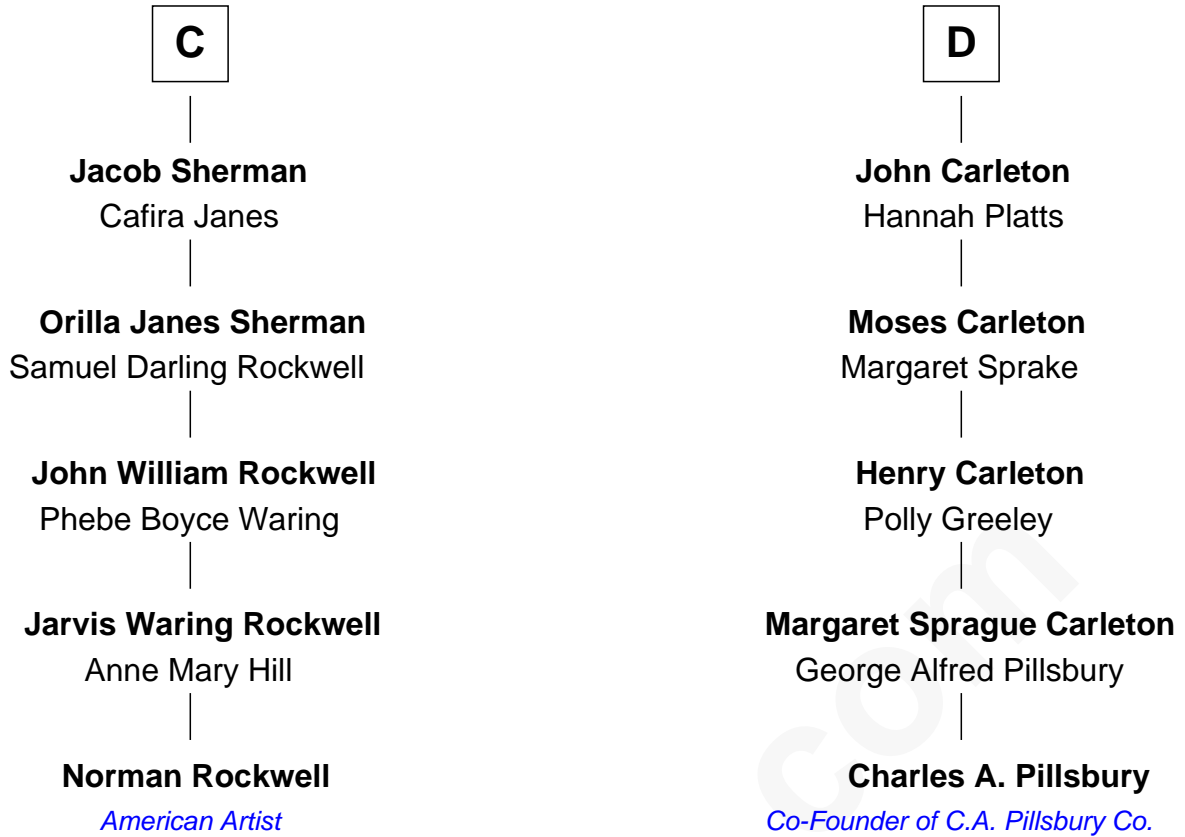 C
Jacob Sherman
Cafira Janes
Orilla Janes Sherman
Samuel Darling Rockwell
John William Rockwell
Phebe Boyce Waring
Jarvis Waring Rockwell
Anne Mary Hill
Norman Rockwell
American Artist
D
John Carleton
Hannah Platts
Moses Carleton
Margaret Sprake
Henry Carleton
Polly Greeley
Margaret Sprague Carleton
George Alfred Pillsbury
Charles A. Pillsbury
Co-Founder of C.A. Pillsbury Co.
com